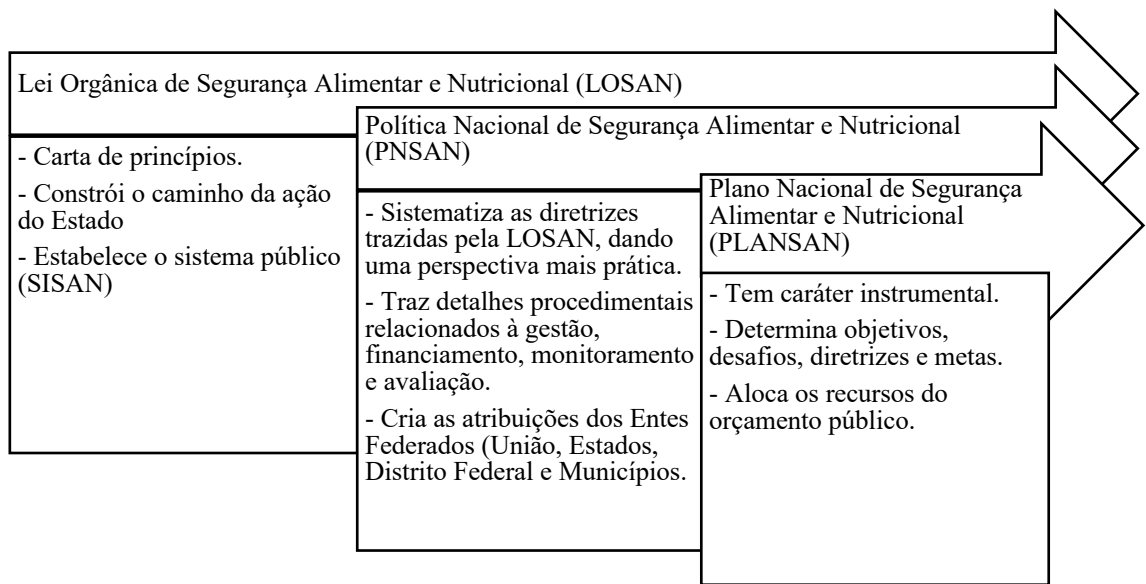 Lei Orgânica de Segurança Alimentar e Nutricional (LOSAN)
- Carta de princípios.
- Constrói o caminho da ação
do Estado
- Estabelece o sistema público
(SISAN)
Política Nacional de Segurança Alimentar e Nutricional
(PNSAN)
- Sistematiza as diretrizes
trazidas pela LOSAN, dando
uma perspectiva mais prática.
- Traz detalhes procedimentais
relacionados à gestão,
financiamento, monitoramento
e avaliação.
- Cria as atribuições dos Entes
Federados (União, Estados,
Distrito Federal e Municípios.
Plano Nacional de Segurança
Alimentar e Nutricional
(PLANSAN)
- Tem caráter instrumental.
- Determina objetivos,
desafios, diretrizes e metas.
- Aloca os recursos do
orçamento público.